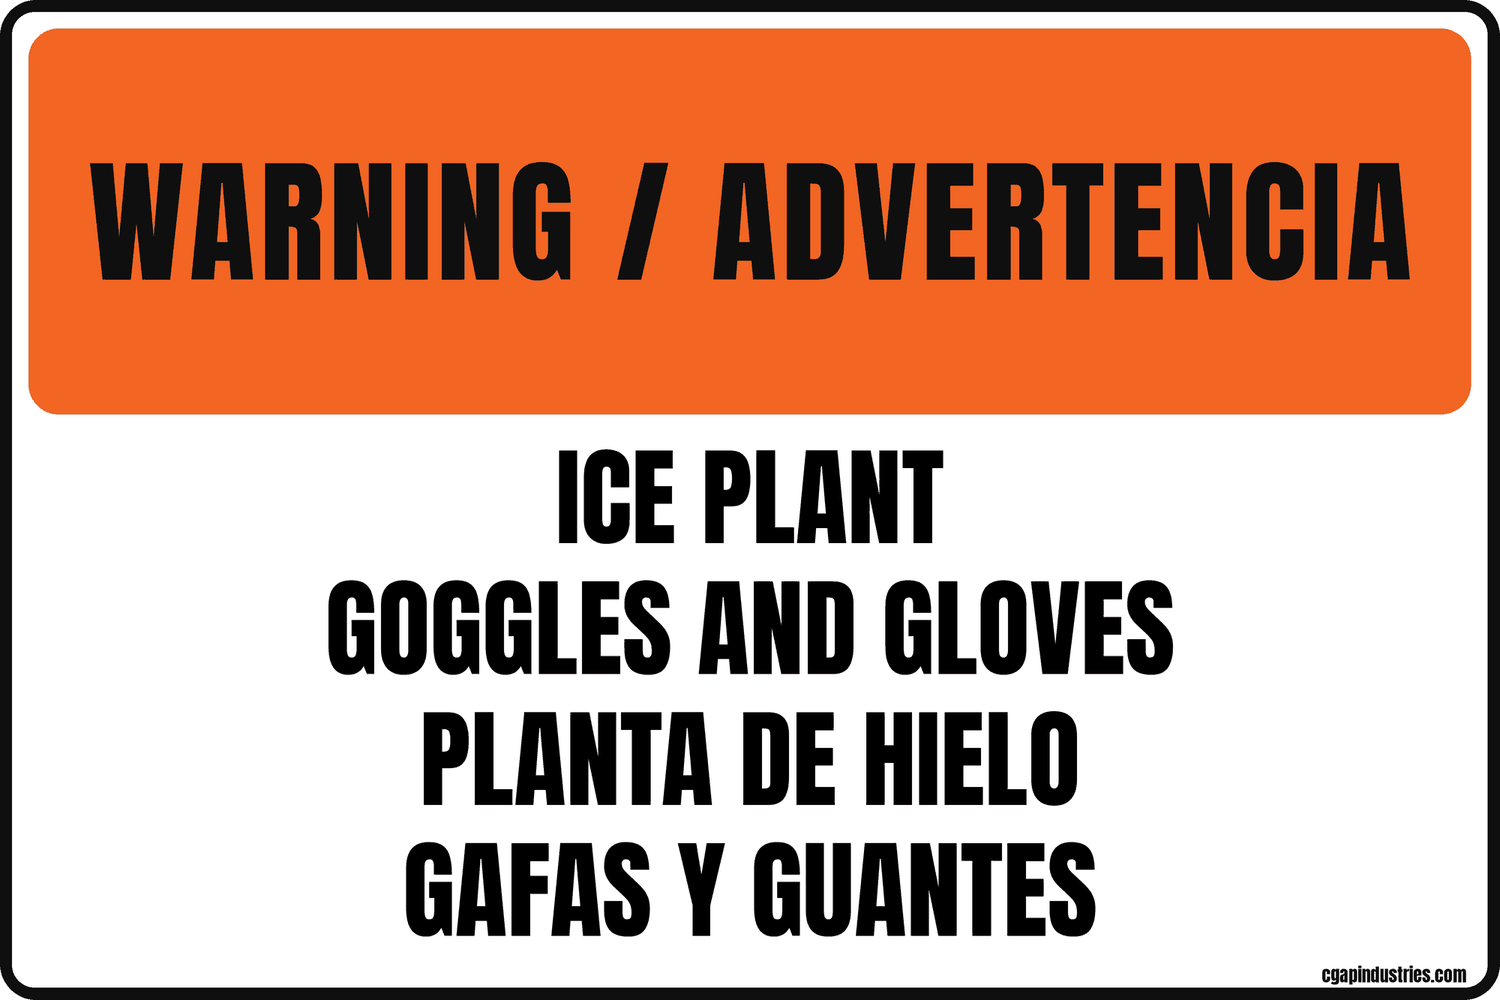 WARNING / ADVERTENCIA
ICE PLANT
GOGGLES AND GLOVES
PLANTA DE HIELO
GAFAS Y GUANTES
cgapindustries.com